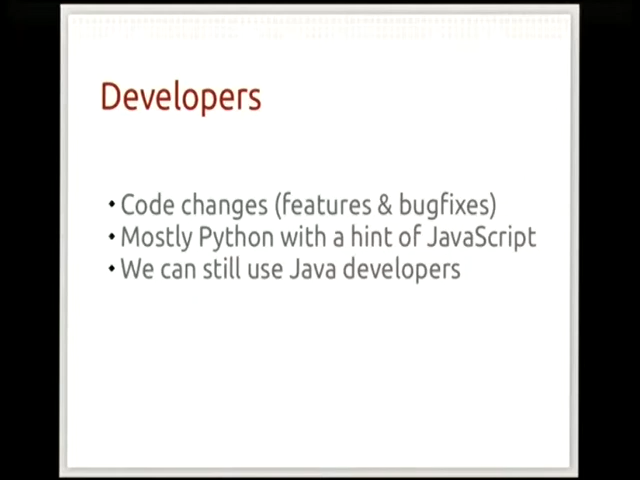 Developers
• Code changes (features & bugfixes)
• Mostly Python with a hint of JavaScript
• We can still use Java developers